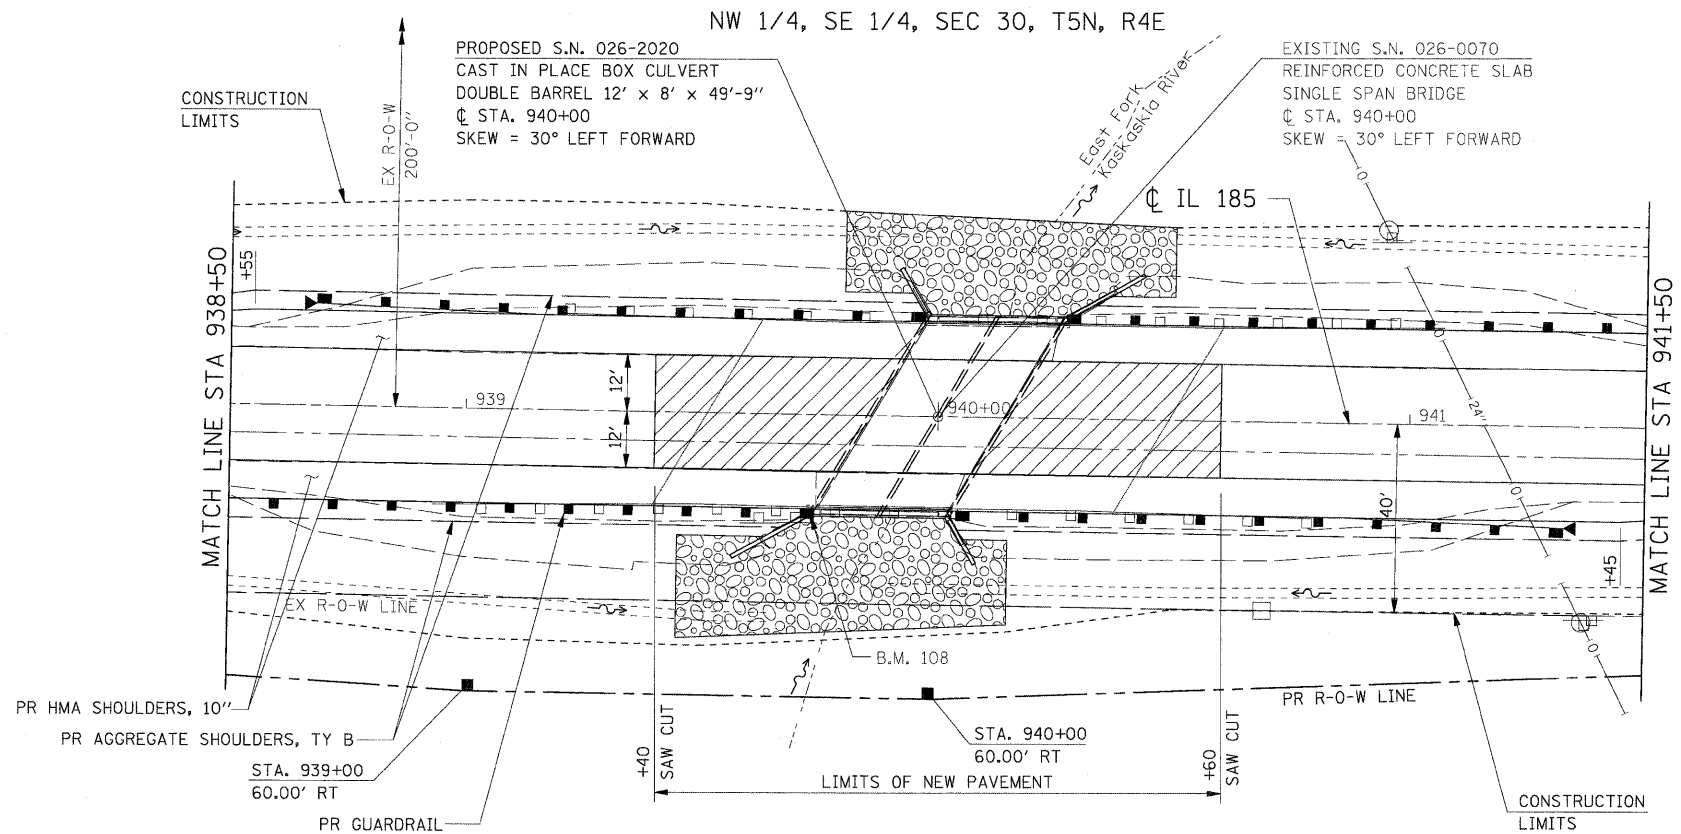 NW 1/4, SE 1/4, SEC 30, T5N, R4E
PROPOSED S.N. 026-2020
CAST IN PLACE BOX CULVERT
DOUBLE BARREL 12' x 8' x 49'-9"
℄ STA. 940+00
SKEW = 30° LEFT FORWARD
EXISTING S.N. 026-0070
REINFORCED CONCRETE SLAB
SINGLE SPAN BRIDGE
℄ STA. 940+00
SKEW = 30° LEFT FORWARD
CONSTRUCTION
LIMITS
EX R-O-W
200'-0"
East Fork
Kaskaskia River
℄ IL 185
MATCH LINE STA 938+50
+55
MATCH LINE STA 941+50
+45
12'
12'
939
940+00
941
24"
40'
EX R-O-W LINE
B.M. 108
PR R-O-W LINE
PR HMA SHOULDERS, 10"
PR AGGREGATE SHOULDERS, TY B
STA. 939+00
60.00' RT
PR GUARDRAIL
+40
SAW CUT
STA. 940+00
60.00' RT
LIMITS OF NEW PAVEMENT
+60
SAW CUT
CONSTRUCTION
LIMITS